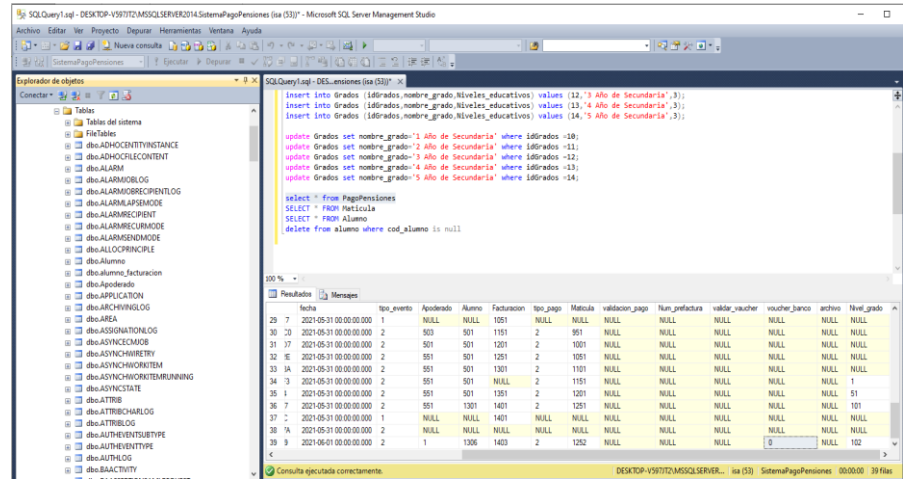 SQLQuery1.sql - DESKTOP-V597JT2\MSSQLSERVER2014.SistemaPagoPensiones (isa (53))* - Microsoft SQL Server Management Studio
Archivo Editar Ver Proyecto Depurar Herramientas Ventana Ayuda
Nueva consulta
SistemaPagoPensiones Ejecutar Depurar
Explorador de objetos
Conectar
Tablas
Tablas del sistema
FileTables
dbo.ADHOCENTITYINSTANCE
dbo.ADHOCFILECONTENT
dbo.ALARM
dbo.ALARMJOBLOG
dbo.ALARMJOBRECIPIENTLOG
dbo.ALARMLAPSEMODE
dbo.ALARMRECIPIENT
dbo.ALARMRECURMODE
dbo.ALARMSENDMODE
dbo.ALLOCPRINCIPLE
dbo.Alumno
dbo.alumno_facturacion
dbo.Apoderado
dbo.APPLICATION
dbo.ARCHIVINGLOG
dbo.AREA
dbo.ASSIGNATIONLOG
dbo.ASYNCECMJOB
dbo.ASYNCHWIRETRY
dbo.ASYNCHWORKITEM
dbo.ASYNCHWORKITEMRUNNING
dbo.ASYNCSTATE
dbo.ATTRIB
dbo.ATTRIBCHARLOG
dbo.ATTRIBLOG
dbo.AUTHEVENTSUBTYPE
dbo.AUTHEVENTTYPE
dbo.AUTHLOG
dbo.BAACTIVITY
SQLQuery1.sql - DES...ensiones (isa (53))*
insert into Grados (idGrados,nombre_grado,Niveles_educativos) values (12,'3 Año de Secundaria',3);
insert into Grados (idGrados,nombre_grado,Niveles_educativos) values (13,'4 Año de Secundaria',3);
insert into Grados (idGrados,nombre_grado,Niveles_educativos) values (14,'5 Año de Secundaria',3);
update Grados set nombre_grado='1 Año de Secundaria' where idGrados =10;
update Grados set nombre_grado='2 Año de Secundaria' where idGrados =11;
update Grados set nombre_grado='3 Año de Secundaria' where idGrados =12;
update Grados set nombre_grado='4 Año de Secundaria' where idGrados =13;
update Grados set nombre_grado='5 Año de Secundaria' where idGrados =14;
select * from PagoPensiones
SELECT * FROM Maticula
SELECT * FROM Alumno
delete from alumno where cod_alumno is null
100 %
Resultados Mensajes
fecha tipo_evento Apoderado Alumno Facturacion tipo_pago Maticula validacion_pago Num_prefactura validar_vaucher voucher_banco archivo Nivel_grado
29 7 2021-05-31 00:00:00.000 1 NULL NULL 1051 NULL NULL NULL NULL NULL NULL NULL NULL
30 2021-05-31 00:00:00.000 2 503 501 1151 2 951 NULL NULL NULL NULL NULL NULL
31 2021-05-31 00:00:00.000 2 501 501 1201 2 1001 NULL NULL NULL NULL NULL NULL
32 2021-05-31 00:00:00.000 2 551 501 1251 2 1051 NULL NULL NULL NULL NULL NULL
33 2021-05-31 00:00:00.000 2 551 501 1301 2 1101 NULL NULL NULL NULL NULL NULL
34 2021-05-31 00:00:00.000 2 551 501 NULL 2 1151 NULL NULL NULL NULL NULL 1
35 2021-05-31 00:00:00.000 2 551 501 1351 2 1201 NULL NULL NULL NULL NULL 51
36 7 2021-05-31 00:00:00.000 2 551 1301 1401 2 1251 NULL NULL NULL NULL NULL 101
37 2021-05-31 00:00:00.000 1 NULL NULL 1401 NULL NULL NULL NULL NULL NULL NULL NULL
38 2021-05-31 00:00:00.000 2 NULL NULL NULL NULL NULL NULL NULL NULL NULL NULL NULL
39 9 2021-06-01 00:00:00.000 2 1 1306 1403 2 1252 NULL NULL NULL 0 NULL 102
Consulta ejecutada correctamente. DESKTOP-V597JT2\MSSQLSERVER... isa (53) SistemaPagoPensiones 00:00:00 39 filas